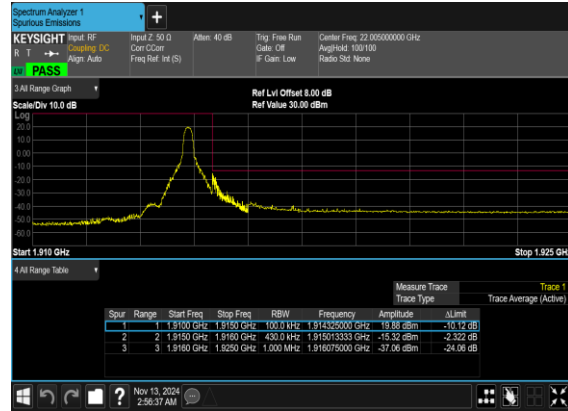 Spectrum Analyzer 1
Spurious Emissions
KEYSIGHT Input: RF Input Z: 50 Ω Atten: 40 dB Trig: Free Run Center Freq: 22.005000000 GHz
R T Coupling: DC Corr CCorr Gate: Off Avg|Hold: 100/100
Align: Auto Freq Ref: Int (S) IF Gain: Low Radio Std: None
PASS
3 All Range Graph
Ref Lvl Offset 8.00 dB
Scale/Div 10.0 dB Ref Value 30.00 dBm
Log
20.0
10.0
0.00
-10.0
-20.0
-30.0
-40.0
-50.0
-60.0
Start 1.910 GHz Stop 1.925 GHz
4 All Range Table
Measure Trace Trace 1
Trace Type Trace Average (Active)
Spur Range Start Freq Stop Freq RBW Frequency Amplitude ΔLimit
1 1 1.9100 GHz 1.9150 GHz 100.0 kHz 1.914325000 GHz 19.88 dBm -10.12 dB
2 2 1.9150 GHz 1.9160 GHz 430.0 kHz 1.915013333 GHz -15.32 dBm -2.322 dB
3 3 1.9160 GHz 1.9250 GHz 1.000 MHz 1.916075000 GHz -37.06 dBm -24.06 dB
Nov 13, 2024
2:56:37 AM